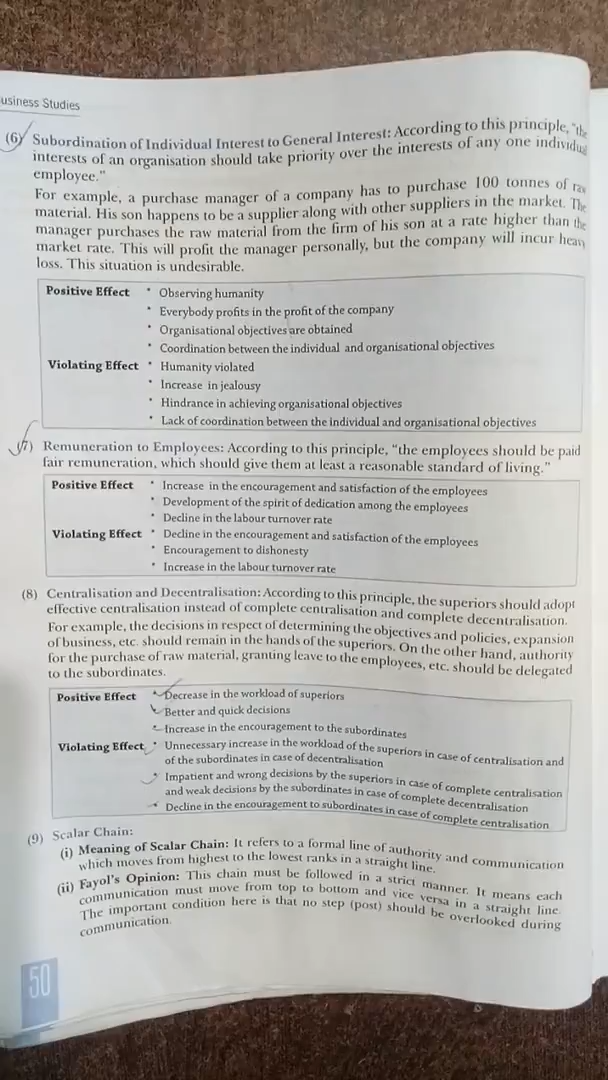 usiness Studies
(6) Subordination of Individual Interest to General Interest: According to this principle, "the
interests of an organisation should take priority over the interests of any one individual
employee."
For example, a purchase manager of a company has to purchase 100 tonnes of raw
material. His son happens to be a supplier along with other suppliers in the market. The
manager purchases the raw material from the firm of his son at a rate higher than the
market rate. This will profit the manager personally, but the company will incur heavy
loss. This situation is undesirable.
Positive Effect • Observing humanity
• Everybody profits in the profit of the company
• Organisational objectives are obtained
• Coordination between the individual and organisational objectives
Violating Effect • Humanity violated
• Increase in jealousy
• Hindrance in achieving organisational objectives
• Lack of coordination between the individual and organisational objectives
(7) Remuneration to Employees: According to this principle, "the employees should be paid
fair remuneration, which should give them at least a reasonable standard of living."
Positive Effect • Increase in the encouragement and satisfaction of the employees
• Development of the spirit of dedication among the employees
• Decline in the labour turnover rate
Violating Effect • Decline in the encouragement and satisfaction of the employees
• Encouragement to dishonesty
• Increase in the labour turnover rate
(8) Centralisation and Decentralisation: According to this principle, the superiors should adopt
effective centralisation instead of complete centralisation and complete decentralisation.
For example, the decisions in respect of determining the objectives and policies, expansion
of business, etc. should remain in the hands of the superiors. On the other hand, authority
for the purchase of raw material, granting leave to the employees, etc. should be delegated
to the subordinates.
Positive Effect • Decrease in the workload of superiors
• Better and quick decisions
• Increase in the encouragement to the subordinates
Violating Effect • Unnecessary increase in the workload of the superiors in case of centralisation and
of the subordinates in case of decentralisation
• Impatient and wrong decisions by the superiors in case of complete centralisation
and weak decisions by the subordinates in case of complete decentralisation
• Decline in the encouragement to subordinates in case of complete centralisation
(9) Scalar Chain:
(i) Meaning of Scalar Chain: It refers to a formal line of authority and communication
which moves from highest to the lowest ranks in a straight line.
(ii) Fayol's Opinion: This chain must be followed in a strict manner. It means each
communication must move from top to bottom and vice versa in a straight line.
The important condition here is that no step (post) should be overlooked during
communication.
50